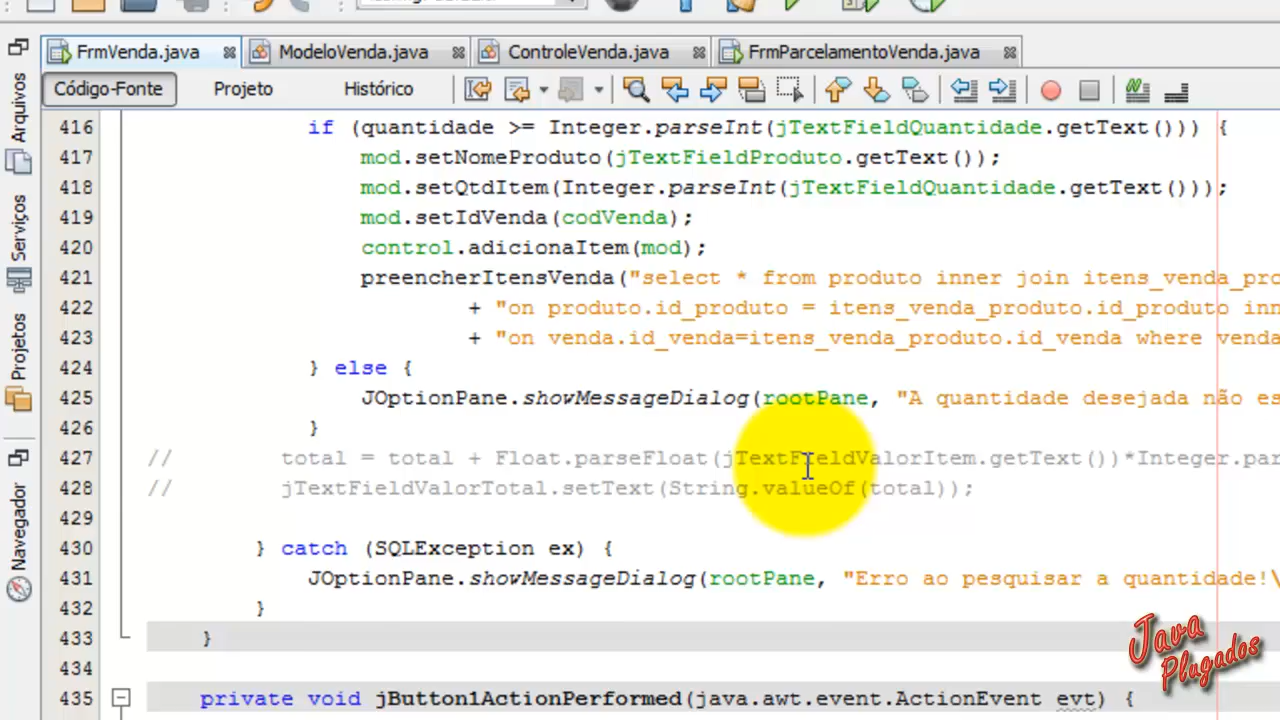 FrmVenda.java ModeloVenda.java ControleVenda.java FrmParcelamentoVenda.java
Código-Fonte Projeto Histórico
Arquivos
Serviços
Projetos
Navegador
416 if (quantidade >= Integer.parseInt(jTextFieldQuantidade.getText())) {
417 mod.setNomeProduto(jTextFieldProduto.getText());
418 mod.setQtdItem(Integer.parseInt(jTextFieldQuantidade.getText()));
419 mod.setIdVenda(codVenda);
420 control.adicionaItem(mod);
421 preencherItensVenda("select * from produto inner join itens_venda_pro
422 + "on produto.id_produto = itens_venda_produto.id_produto inn
423 + "on venda.id_venda=itens_venda_produto.id_venda where venda
424 } else {
425 JOptionPane.showMessageDialog(rootPane, "A quantidade desejada não es
426 }
427 // total = total + Float.parseFloat(jTextFieldValorItem.getText())*Integer.par
428 // jTextFieldValorTotal.setText(String.valueOf(total));
429
430 } catch (SQLException ex) {
431 JOptionPane.showMessageDialog(rootPane, "Erro ao pesquisar a quantidade!\
432 }
433 }
434
435 private void jButton1ActionPerformed(java.awt.event.ActionEvent evt) {
Java
Plugados